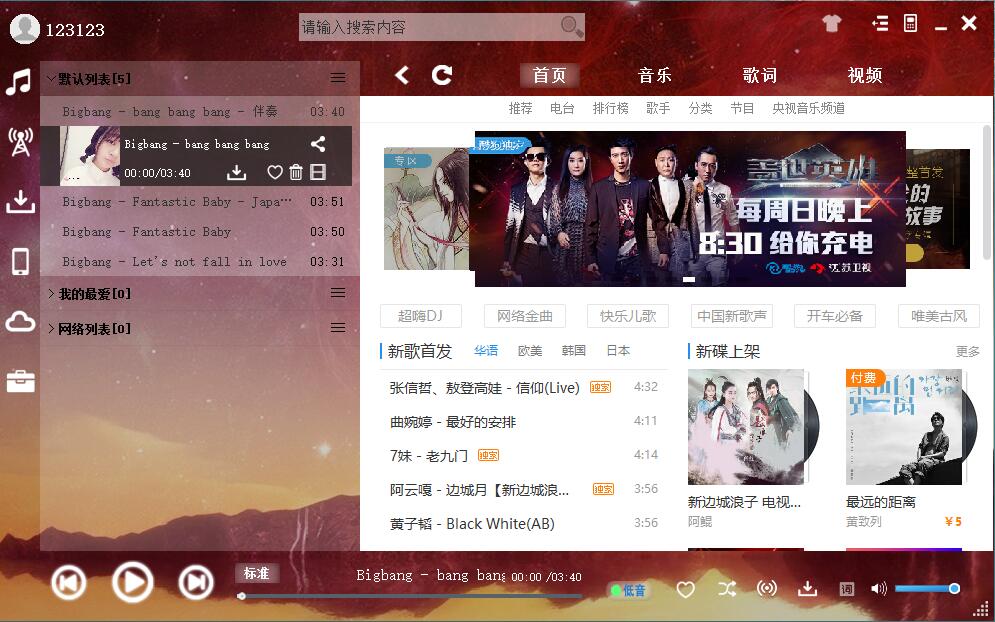 123123
请输入搜索内容
默认列表[5]
Bigbang - bang bang bang - 伴奏 03:40
Bigbang - bang bang bang
00:00/03:40
Bigbang - Fantastic Baby - Japa… 03:51
Bigbang - Fantastic Baby 03:50
Bigbang - Let's not fall in love 03:31
我的最爱[0]
网络列表[0]
首页 音乐 歌词 视频
推荐 电台 排行榜 歌手 分类 节目 央视音乐频道
专区
酷狗独家
盖世英雄
每周日晚上
8:30 给你充电
江苏卫视
首发
的
故事
超嗨DJ 网络金曲 快乐儿歌 中国新歌声 开车必备 唯美古风
新歌首发 华语 欧美 韩国 日本
张信哲、敖登高娃 - 信仰(Live) 独家 4:32
曲婉婷 - 最好的安排 4:11
7妹 - 老九门 独家 4:14
阿云嘎 - 边城月【新边城浪... 独家 3:56
黄子韬 - Black White(AB) 3:56
新碟上架 更多
付费
新边城浪子 电视... 最远的距离
阿鲲 黄致列 ¥5
标准
Bigbang - bang bang 00:00 /03:40
低音
词